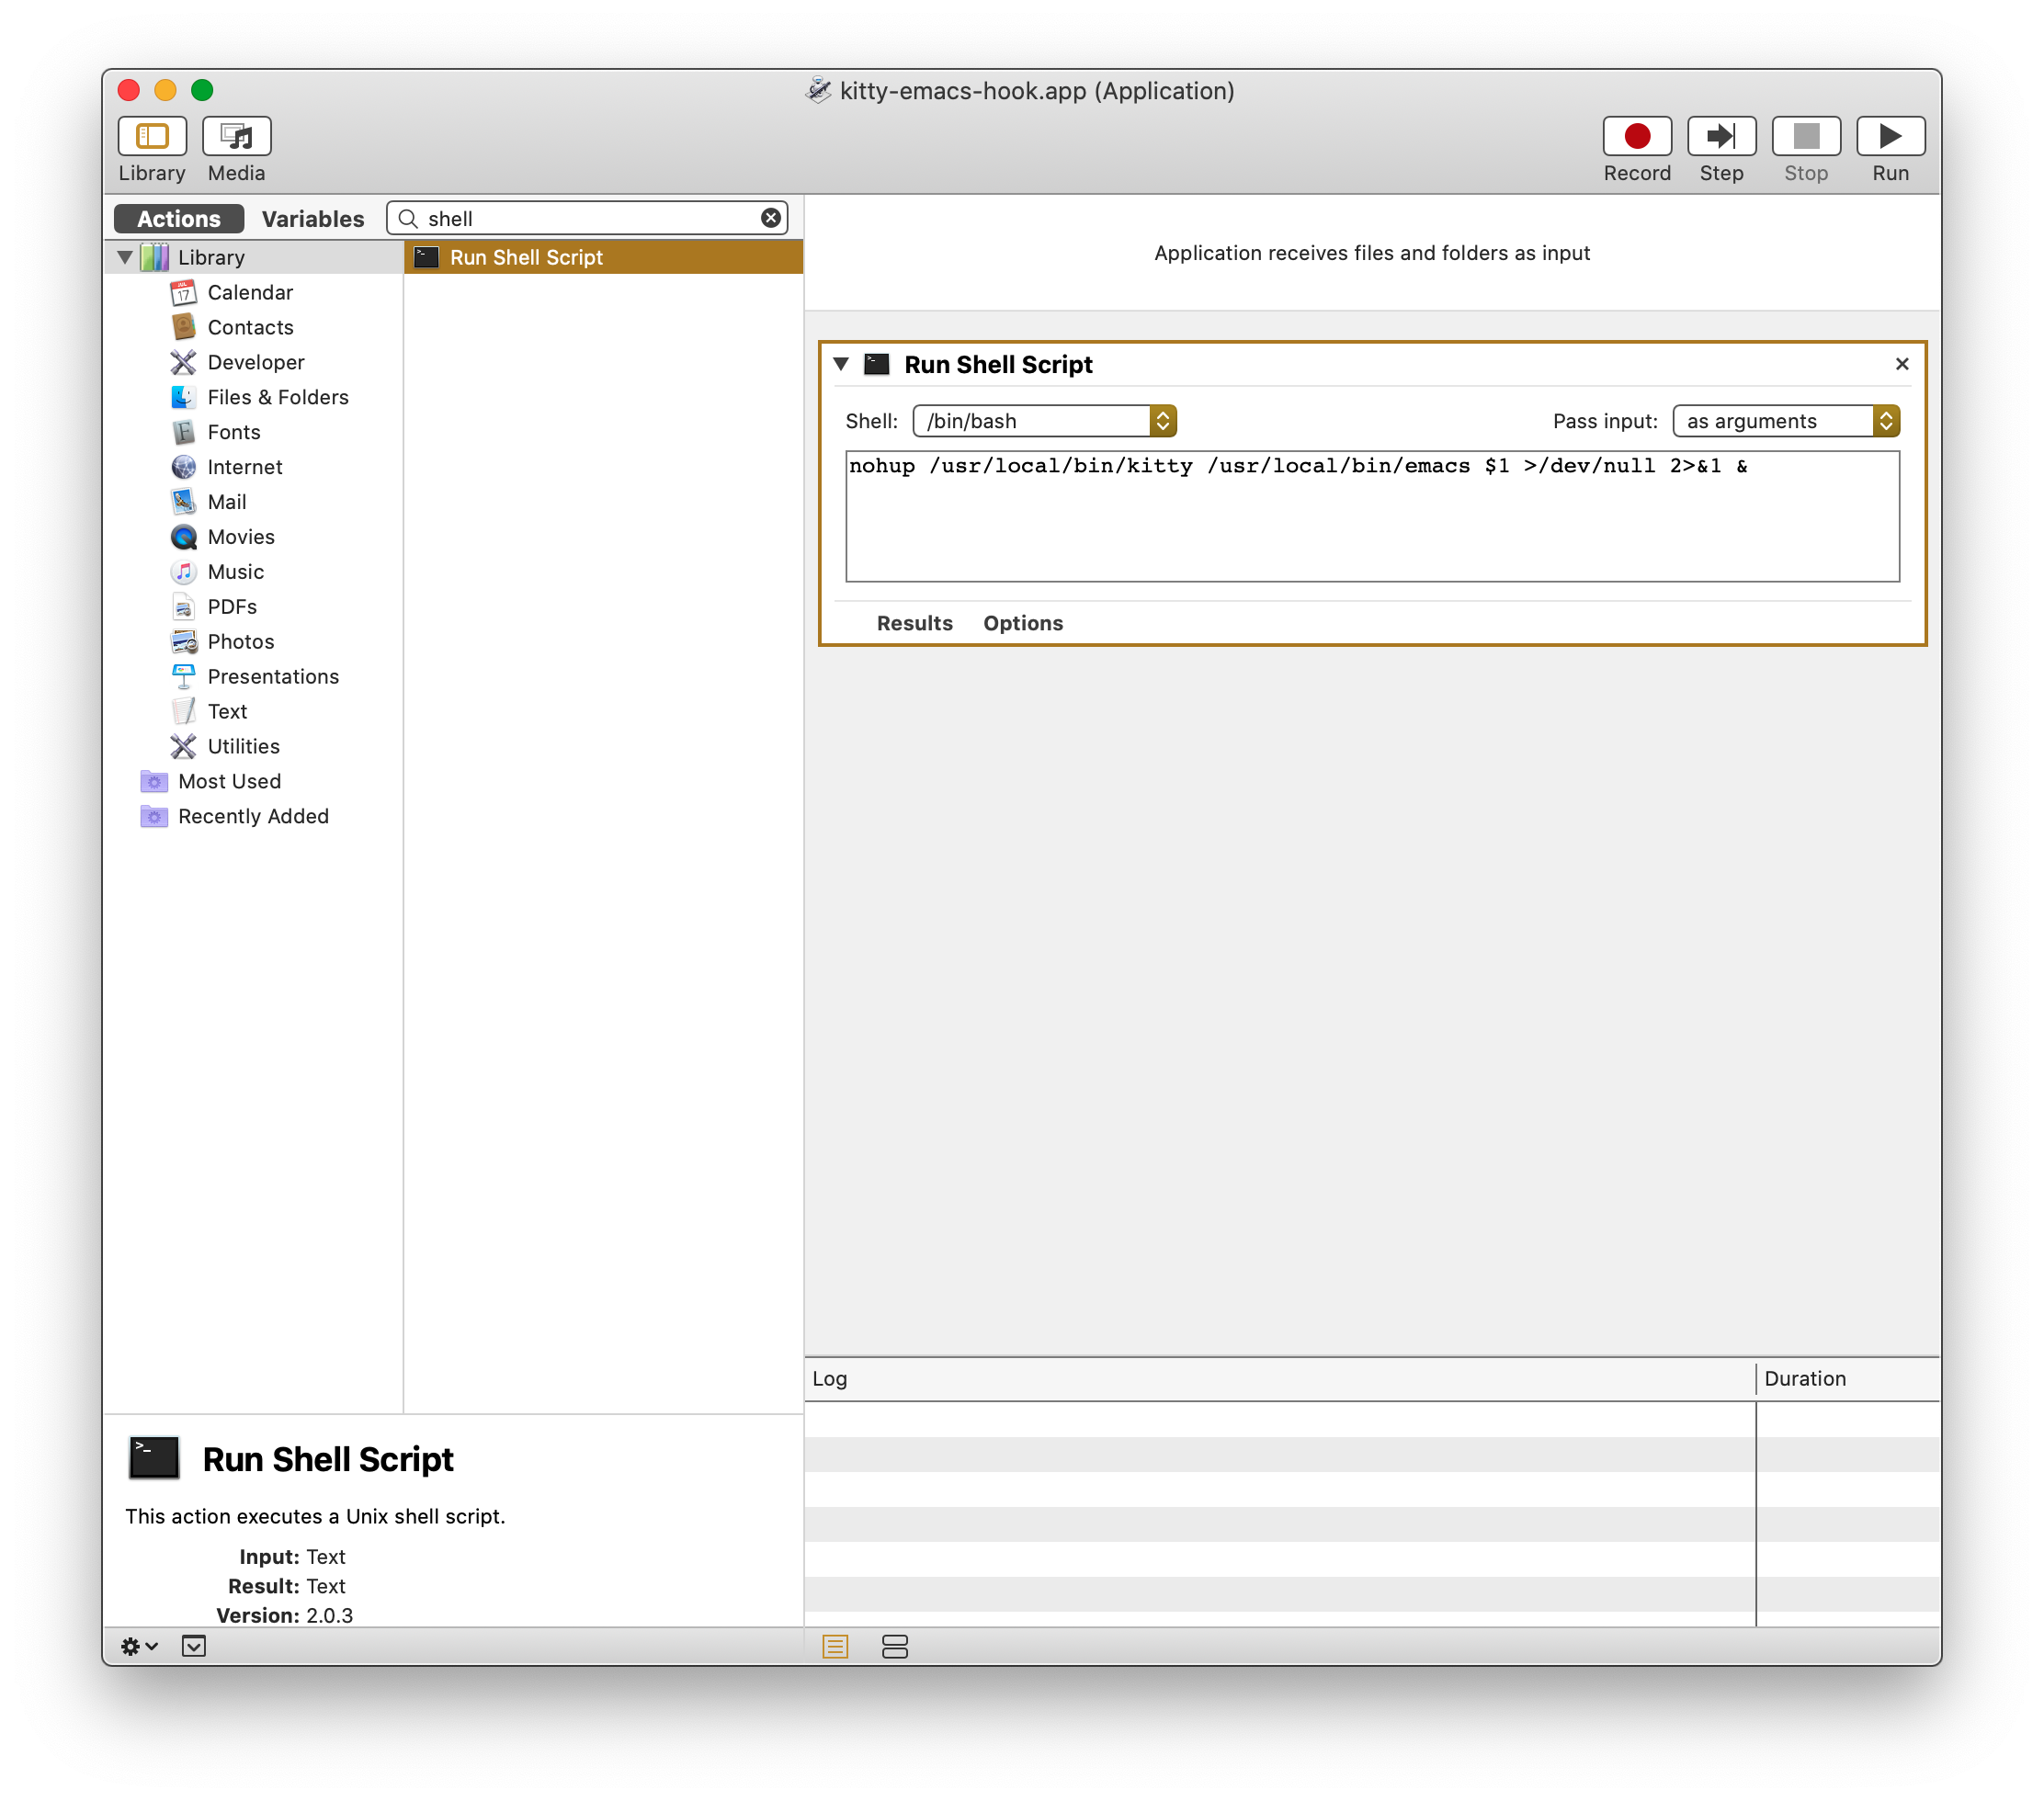 kitty-emacs-hook.app (Application)
Library Media Record Step Stop Run
Actions Variables shell
Library
Calendar
Contacts
Developer
Files & Folders
Fonts
Internet
Mail
Movies
Music
PDFs
Photos
Presentations
Text
Utilities
Most Used
Recently Added
Run Shell Script
Application receives files and folders as input
Run Shell Script
Shell: /bin/bash Pass input: as arguments
nohup /usr/local/bin/kitty /usr/local/bin/emacs $1 >/dev/null 2>&1 &
Results Options
Log Duration
Run Shell Script
This action executes a Unix shell script.
Input: Text
Result: Text
Version: 2.0.3